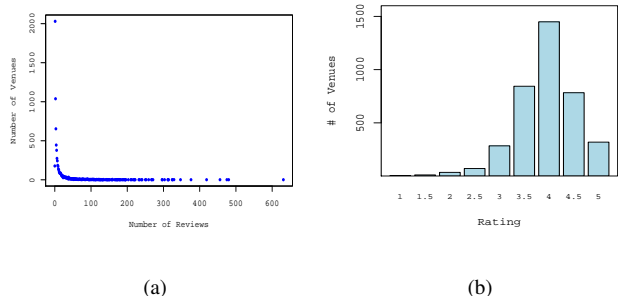 Number of Venues
2000
1500
1000
500
0
0 100 200 300 400 500 600
Number of Reviews
(a)
# of Venues
1500
1000
500
1 1.5 2 2.5 3 3.5 4 4.5 5
Rating
(b)